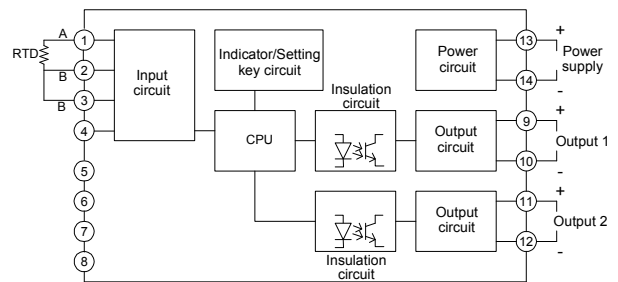 RTD
A
B
B
1
2
3
4
5
6
7
8
Input
circuit
Indicator/Setting
key circuit
CPU
Insulation
circuit
Insulation
circuit
Power
circuit
Output
circuit
Output
circuit
13
14
9
10
11
12
+
Power
supply
-
+
Output 1
-
+
Output 2
-